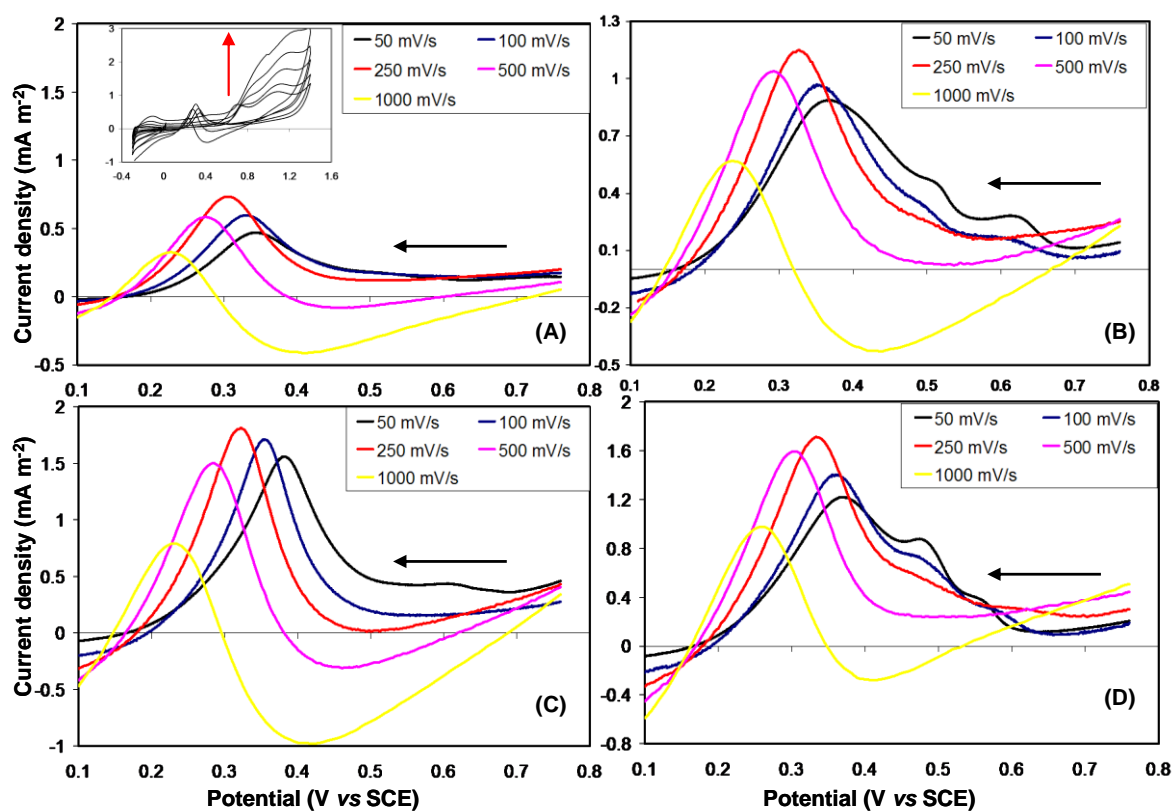 2
1.5
1
0.5
0
-0.5
Current density (mA m-2)
3
2
1
0
1
-0.4
0
0.4
0.8
1.2
1.6
50 mV/s
100 mV/s
250 mV/s
500 mV/s
1000 mV/s
(A)
0.1
0.2
0.3
0.4
0.5
0.6
0.7
0.8
1.3
1
0.7
0.4
0.1
-0.2
-0.5
50 mV/s
100 mV/s
250 mV/s
500 mV/s
1000 mV/s
(B)
0.1
0.2
0.3
0.4
0.5
0.6
0.7
0.8
2
1.5
1
0.5
0
-0.5
-1
Current density (mA m-2)
50 mV/s
100 mV/s
250 mV/s
500 mV/s
1000 mV/s
(C)
0.1
0.2
0.3
0.4
0.5
0.6
0.7
0.8
Potential (V vs SCE)
2
1.6
1.2
0.8
0.4
0
-0.4
-0.8
50 mV/s
100 mV/s
250 mV/s
500 mV/s
1000 mV/s
(D)
0.1
0.2
0.3
0.4
0.5
0.6
0.7
0.8
Potential (V vs SCE)